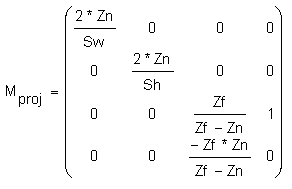 2 * Zn
Sw
0 0 0
0
2 * Zn
Sh
0 0
M proj =
0 0
Zf
Zf – Zn
1
0 0
– Zf * Zn
Zf – Zn
0